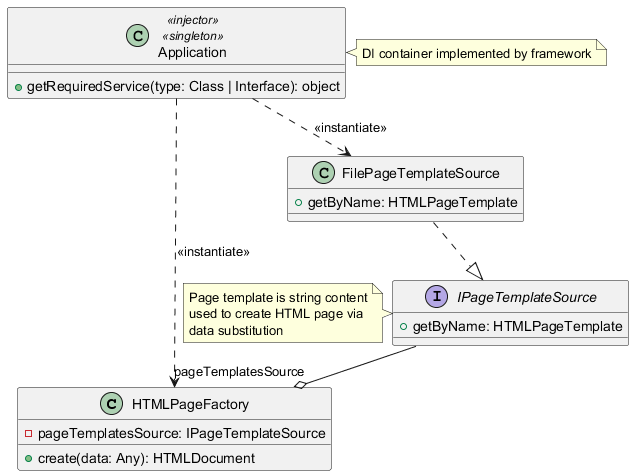 «injector»
«singleton»
C Application
getRequiredService(type: Class | Interface): object
DI container implemented by framework
«instantiate»
C FilePageTemplateSource
getByName: HTMLPageTemplate
«instantiate»
Page template is string content
used to create HTML page via
data substitution
I IPageTemplateSource
getByName: HTMLPageTemplate
pageTemplatesSource
C HTMLPageFactory
pageTemplatesSource: IPageTemplateSource
create(data: Any): HTMLDocument